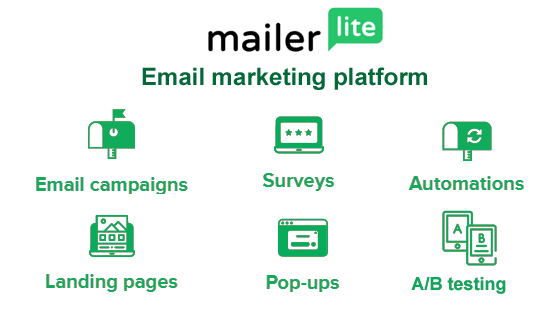 mailer lite
Email marketing platform
Email campaigns
Surveys
Automations
Landing pages
Pop-ups
A
B
A/B testing